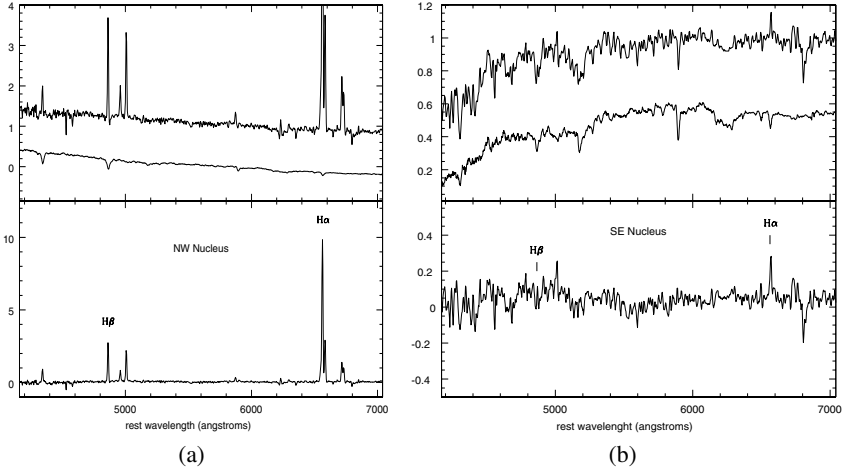 4
3
2
1
0
10
5
0
Hα
NW Nucleus
Hβ
5000
6000
7000
rest wavelength (angstroms)
(a)
1.2
1
0.8
0.6
0.4
0.2
0.4
0.2
0
-0.2
-0.4
SE Nucleus
Hα
Hβ
5000
6000
7000
rest wavelenght (angstroms)
(b)